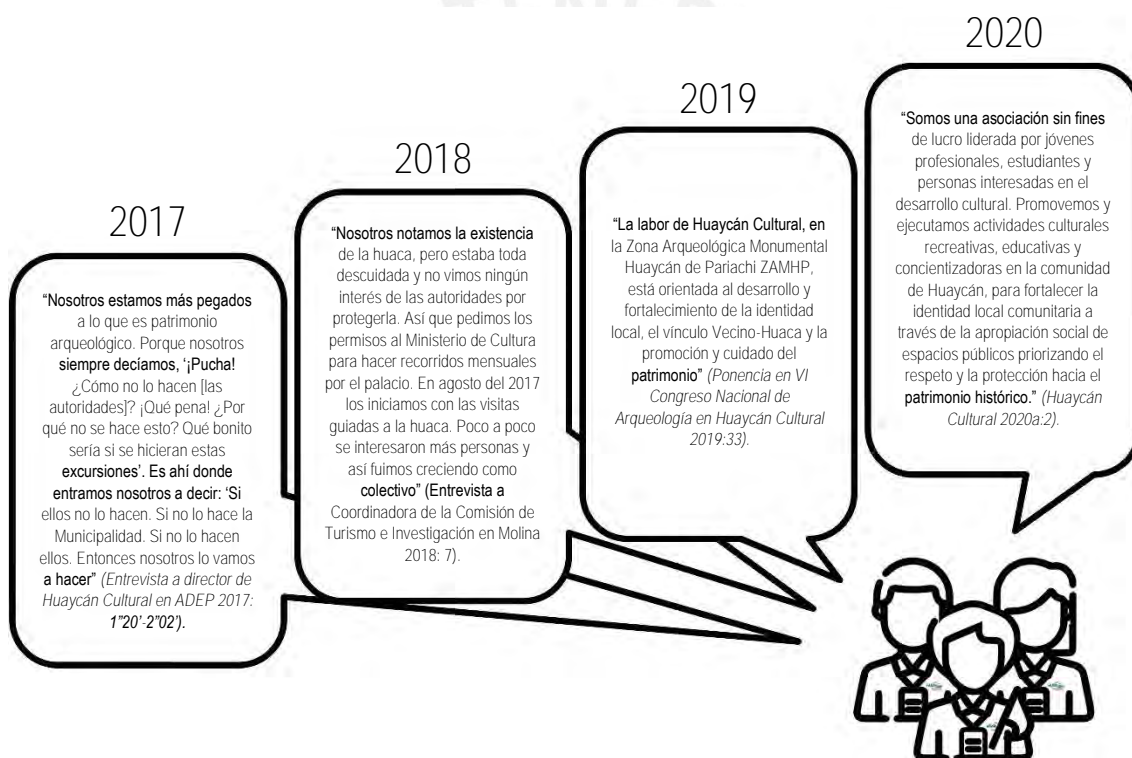 2017
“Nosotros estamos más pegados
a lo que es patrimonio
arqueológico. Porque nosotros
siempre decíamos, ‘¡Pucha!
¿Cómo no lo hacen [las
autoridades]? ¡Qué pena! ¿Por
qué no se hace esto? Qué bonito
sería si se hicieran estas
excursiones’. Es ahí donde
entramos nosotros a decir: ‘Si
ellos no lo hacen. Si no lo hace la
Municipalidad. Si no lo hacen
ellos. Entonces nosotros lo vamos
a hacer” (Entrevista a director de
Huaycán Cultural en ADEP 2017:
1”20’-2”02’).
2018
“Nosotros notamos la existencia
de la huaca, pero estaba toda
descuidada y no vimos ningún
interés de las autoridades por
protegerla. Así que pedimos los
permisos al Ministerio de Cultura
para hacer recorridos mensuales
por el palacio. En agosto del 2017
los iniciamos con las visitas
guiadas a la huaca. Poco a poco
se interesaron más personas y
así fuimos creciendo como
colectivo” (Entrevista a
Coordinadora de la Comisión de
Turismo e Investigación en Molina
2018: 7).
2019
“La labor de Huaycán Cultural, en
la Zona Arqueológica Monumental
Huaycán de Pariachi ZAMHP,
está orientada al desarrollo y
fortalecimiento de la identidad
local, el vínculo Vecino-Huaca y la
promoción y cuidado del
patrimonio” (Ponencia en VI
Congreso Nacional de
Arqueología en Huaycán Cultural
2019:33).
2020
“Somos una asociación sin fines
de lucro liderada por jóvenes
profesionales, estudiantes y
personas interesadas en el
desarrollo cultural. Promovemos y
ejecutamos actividades culturales
recreativas, educativas y
concientizadoras en la comunidad
de Huaycán, para fortalecer la
identidad local comunitaria a
través de la apropiación social de
espacios públicos priorizando el
respeto y la protección hacia el
patrimonio histórico.” (Huaycán
Cultural 2020a:2).